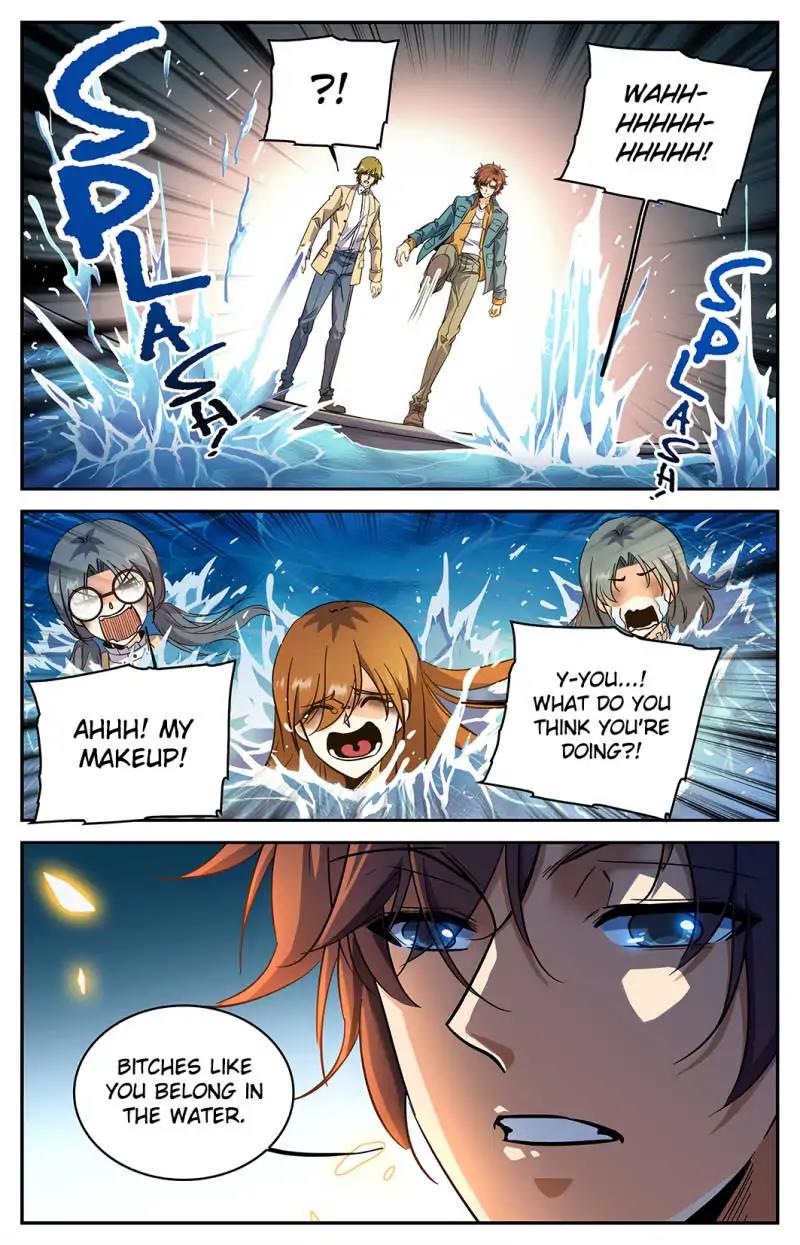 SPLASH!
?!
WAHH-
HHHHH-
HHHHH!
SPLASH!
AHHH! MY
MAKEUP!
Y-YOU...!
WHAT DO YOU
THINK YOU'RE
DOING?!
BITCHES LIKE
YOU BELONG IN
THE WATER.